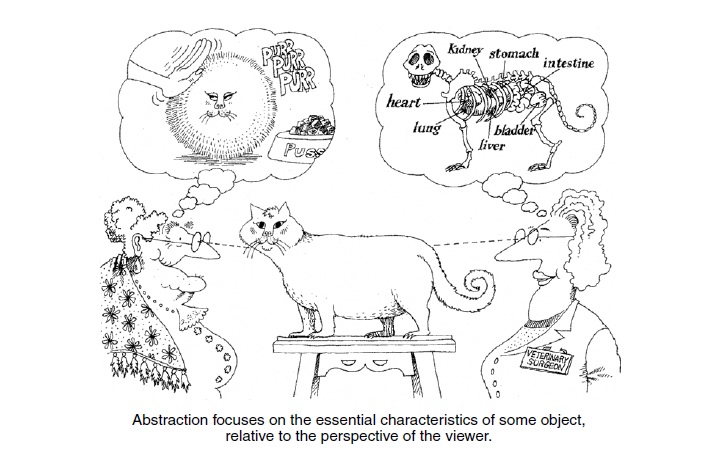 PURR
PURR
PURR
PUSS
Kidney
stomach
intestine
heart
lung
bladder
liver
VETERINARY
SURGEON
Abstraction focuses on the essential characteristics of some object,
relative to the perspective of the viewer.